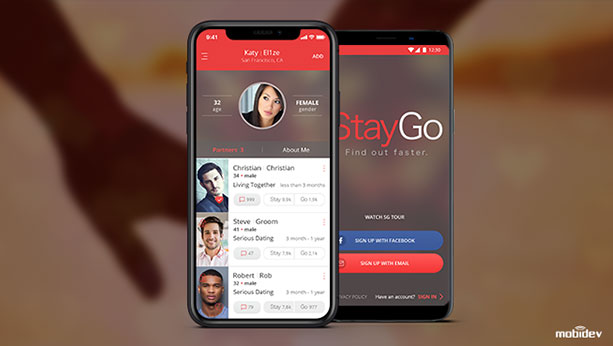 9:41
Katy | El1ze
San Francisco, CA
ADD
32
age
FEMALE
gender
Partners 3
About Me
Christian Christian
34 • male
Living Together less than 3 months
999 Stay 9.9k Go 1.9k
Steve Groom
41 • male
Serious Dating 3 month - 1 year
47 Stay 7.9k Go 2.1k
Robert Rob
32 • male
Serious Dating 3 month - 1 year
79 Stay 7.8k Go 977
12:30
StayGo
Find out faster.
WATCH SG TOUR
SIGN UP WITH FACEBOOK
SIGN UP WITH EMAIL
PRIVACY POLICY Have an account? SIGN IN
mobidev